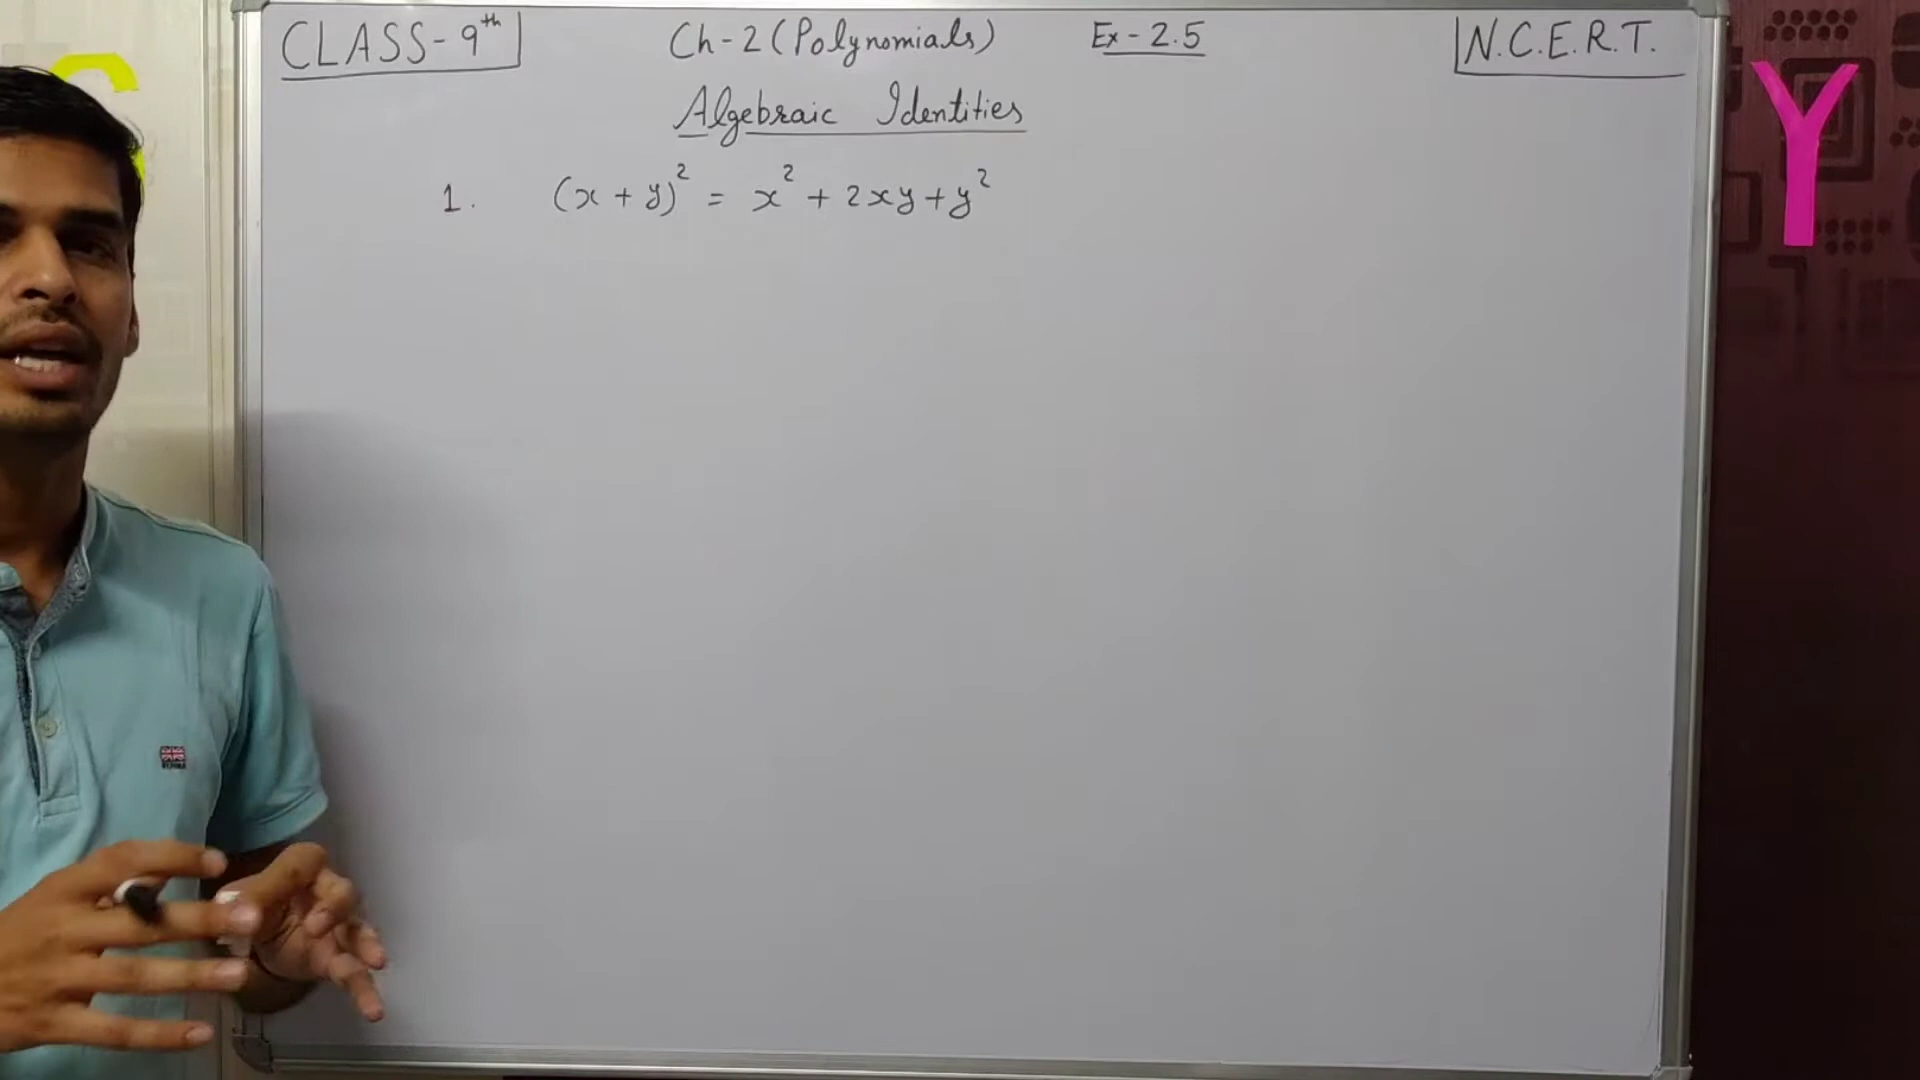 CLASS-9th Ch-2 (Polynomials) Ex-2.5 N.C.E.R.T.
Algebraic Identities
1. (x + y)² = x² + 2xy + y²
Y